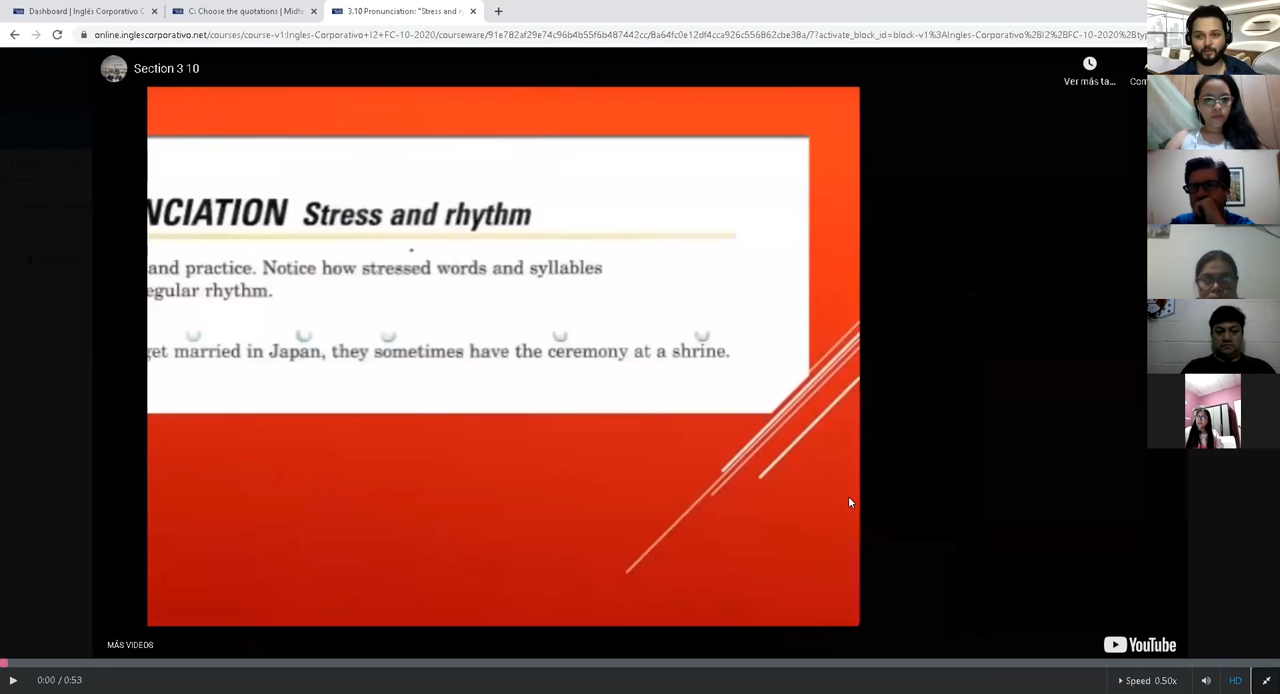 Dashboard | Inglés Corporativo
C: Choose the quotations | Midte
3.10 Pronunciation: "Stress and r
online.inglescorporativo.net/courses/course-v1:Ingles-Corporativo+I2+FC-10-2020/courseware/91e782af29e74c96b4b55f6b487442cc/8a64fc0e12df4cca926c556862cbe38a/7?activate_block_id=block-v1%3AIngles-Corporativo%2BI2%2BFC-10-2020%2Bty
Section 3 10
Ver más ta...
NCIATION Stress and rhythm
and practice. Notice how stressed words and syllables
egular rhythm.
get married in Japan, they sometimes have the ceremony at a shrine.
MÁS VIDEOS
YouTube
0:00 / 0:53
Speed 0.50x
HD